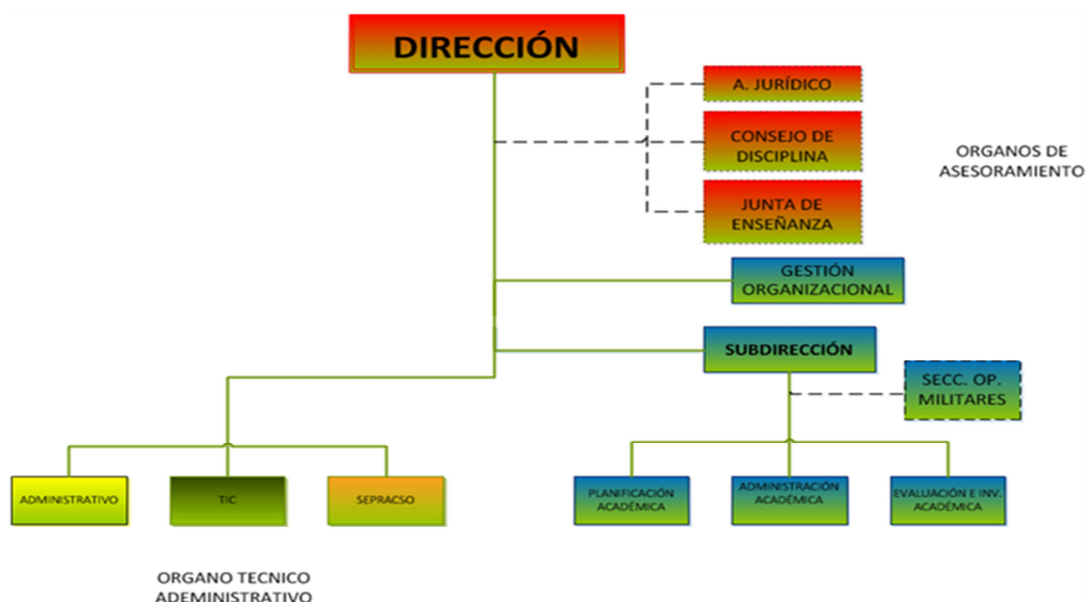 DIRECCIÓN
A. JURÍDICO
CONSEJO DE
DISCIPLINA
JUNTA DE
ENSEÑANZA
ORGANOS DE
ASESORAMIENTO
GESTIÓN
ORGANIZACIONAL
SUBDIRECCIÓN
SECC. OP.
MILITARES
ADMINISTRATIVO
TIC
SEPRACSO
PLANIFICACIÓN
ACADÉMICA
ADMINISTRACIÓN
ACADÉMICA
EVALUACIÓN E INV.
ACADÉMICA
ORGANO TECNICO
ADEMINISTRATIVO